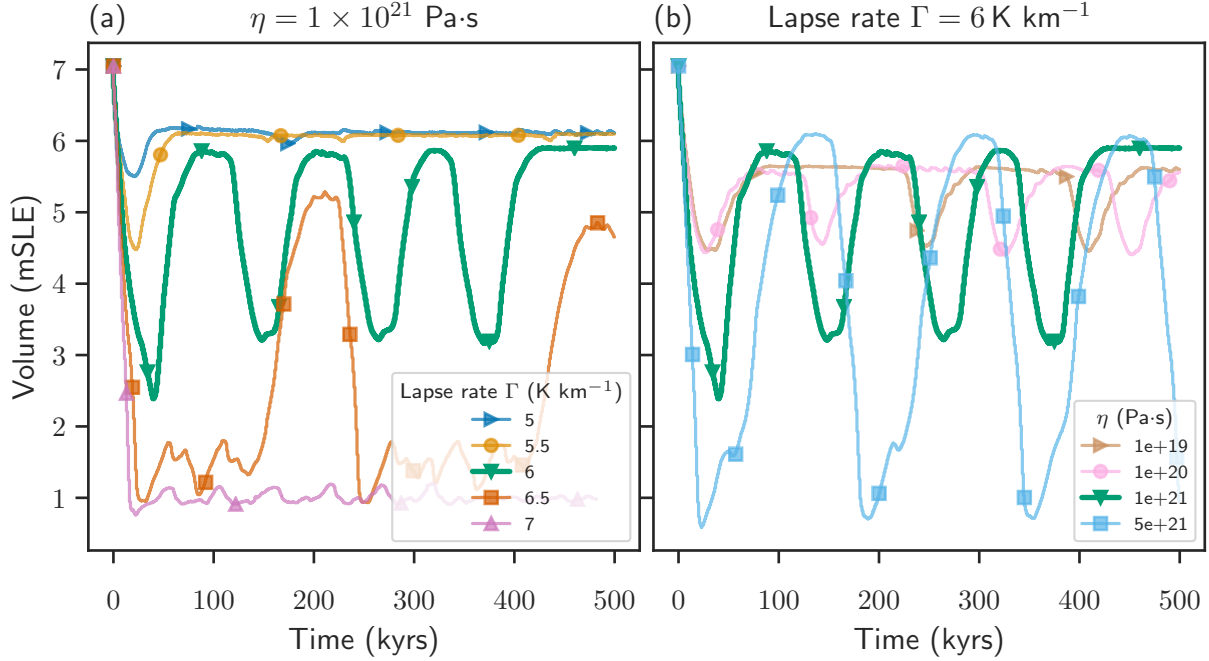 (a) η = 1 × 10²¹ Pa·s
(b) Lapse rate Γ = 6 K km⁻¹
Volume (mSLE)
7
6
5
4
3
2
1
0 100 200 300 400 500
Time (kyrs)
0 100 200 300 400 500
Time (kyrs)
Lapse rate Γ (K km⁻¹)
5
5.5
6
6.5
7
η (Pa·s)
1e+19
1e+20
1e+21
5e+21